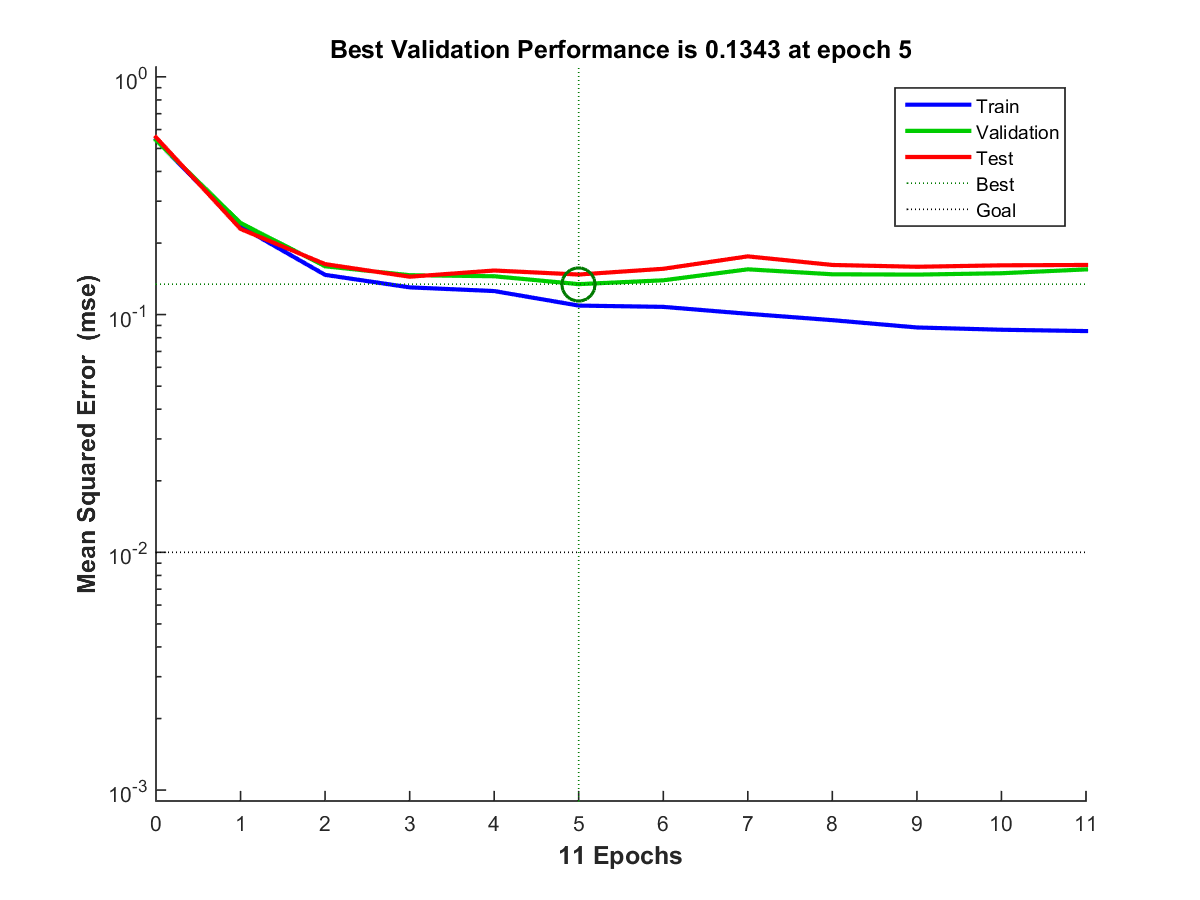 Best Validation Performance is 0.1343 at epoch 5
Train
Validation
Test
Best
Goal
Mean Squared Error (mse)
10^0
10^-1
10^-2
10^-3
0 1 2 3 4 5 6 7 8 9 10 11
11 Epochs